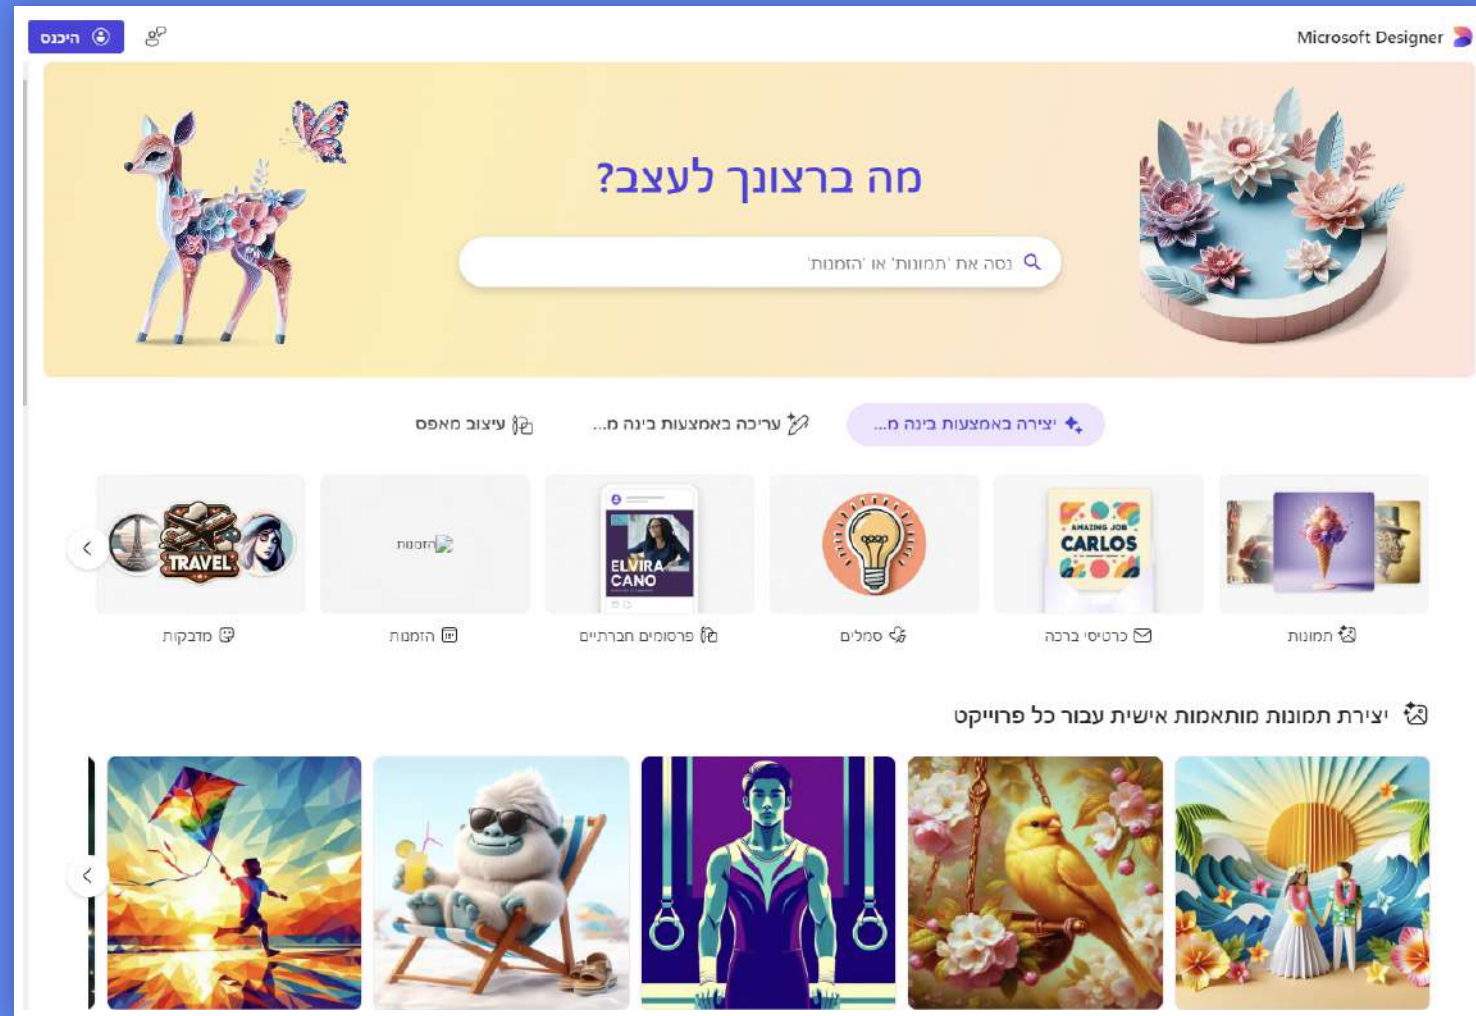 Microsoft Designer
היכנס
מה ברצונך לעצב?
נסה את 'תמונות' או 'הזמנות'
יצירה באמצעות בינה מ...
עריכה באמצעות בינה מ...
עיצוב מאפס
AMAZING JOB
CARLOS
ELVIRA
CANO
הזמנות
TRAVEL
תמונות
כרטיסי ברכה
סמלים
פרסומים חברתיים
הזמנות
מדבקות
יצירת תמונות מותאמות אישית עבור כל פרוייקט